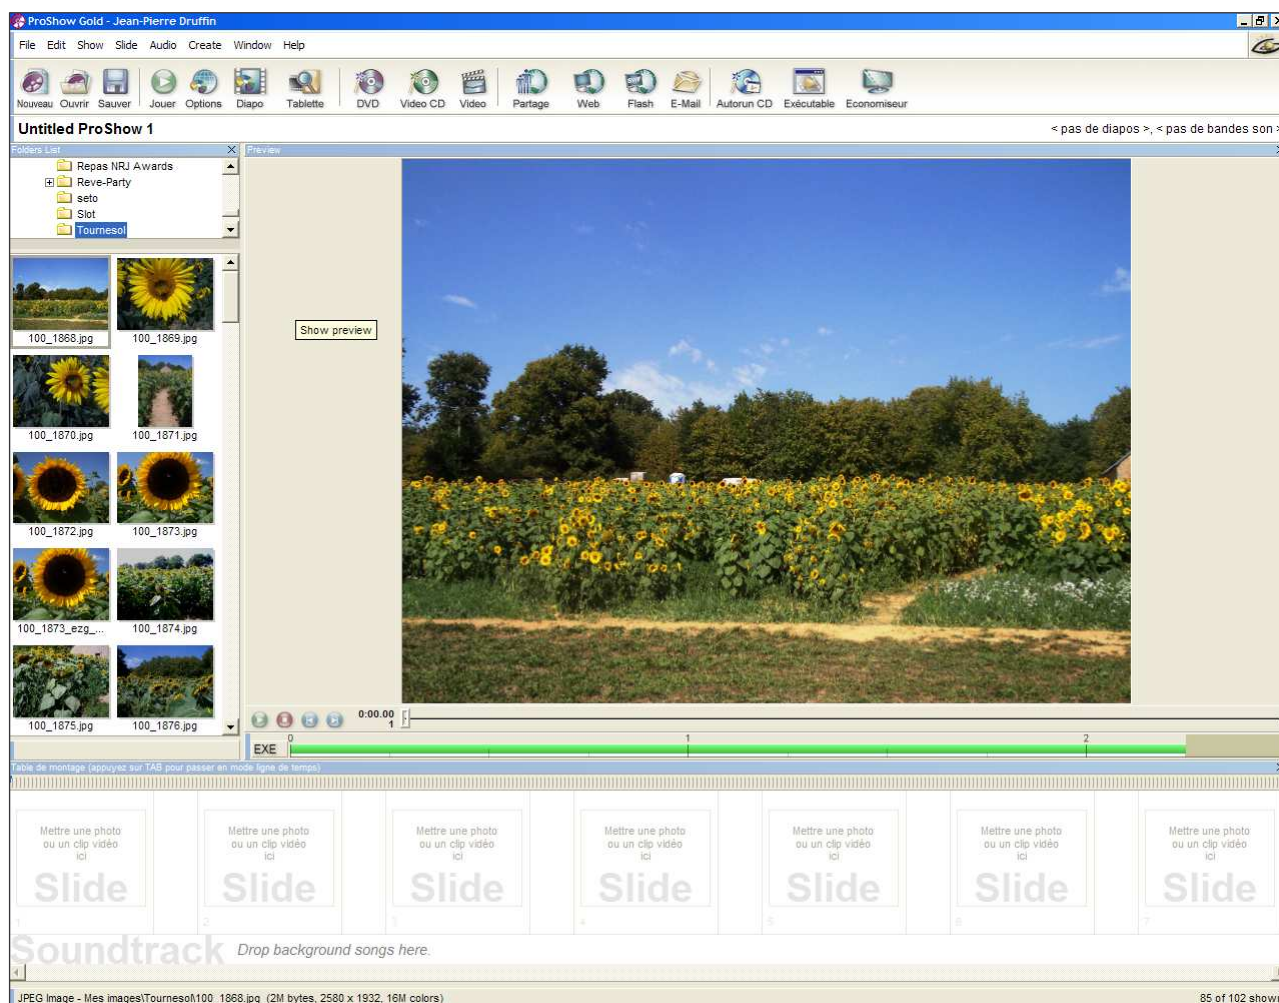 ProShow Gold - Jean-Pierre Druffin
File Edit Show Slide Audio Create Window Help
Nouveau Ouvrir Sauver Jouer Options Diapo Tablette DVD Video CD Video Partage Web Flash E-Mail Autorun CD Exécutable Economiseur
Untitled ProShow 1
< pas de diapos >, < pas de bandes son >
Folders List
Preview
Repas NRJ Awards
Reve-Party
seto
Slot
Tournesol
Show preview
100_1868.jpg 100_1869.jpg
100_1870.jpg 100_1871.jpg
100_1872.jpg 100_1873.jpg
100_1873_ezg_... 100_1874.jpg
100_1875.jpg 100_1876.jpg
0:00.00
1
EXE 0 1 2
Table de montage (appuyez sur TAB pour passer en mode ligne de temps)
Mettre une photo Mettre une photo Mettre une photo Mettre une photo Mettre une photo Mettre une photo Mettre une photo
ou un clip vidéo ou un clip vidéo ou un clip vidéo ou un clip vidéo ou un clip vidéo ou un clip vidéo ou un clip vidéo
ici ici ici ici ici ici ici
Slide Slide Slide Slide Slide Slide Slide
1 2 3 4 5 6 7
Soundtrack Drop background songs here.
JPEG Image - Mes images\Tournesol\100_1868.jpg (2M bytes, 2580 x 1932, 16M colors)
85 of 102 shown